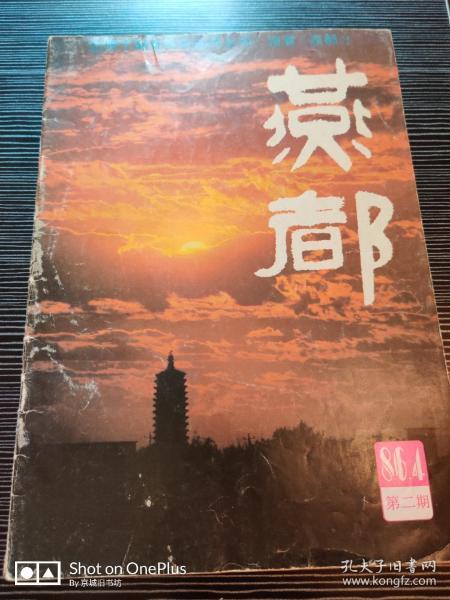 燕都
86.4
第二期
Shot on OnePlus
By 京城旧书坊
孔夫子旧书网
www.kongfz.com